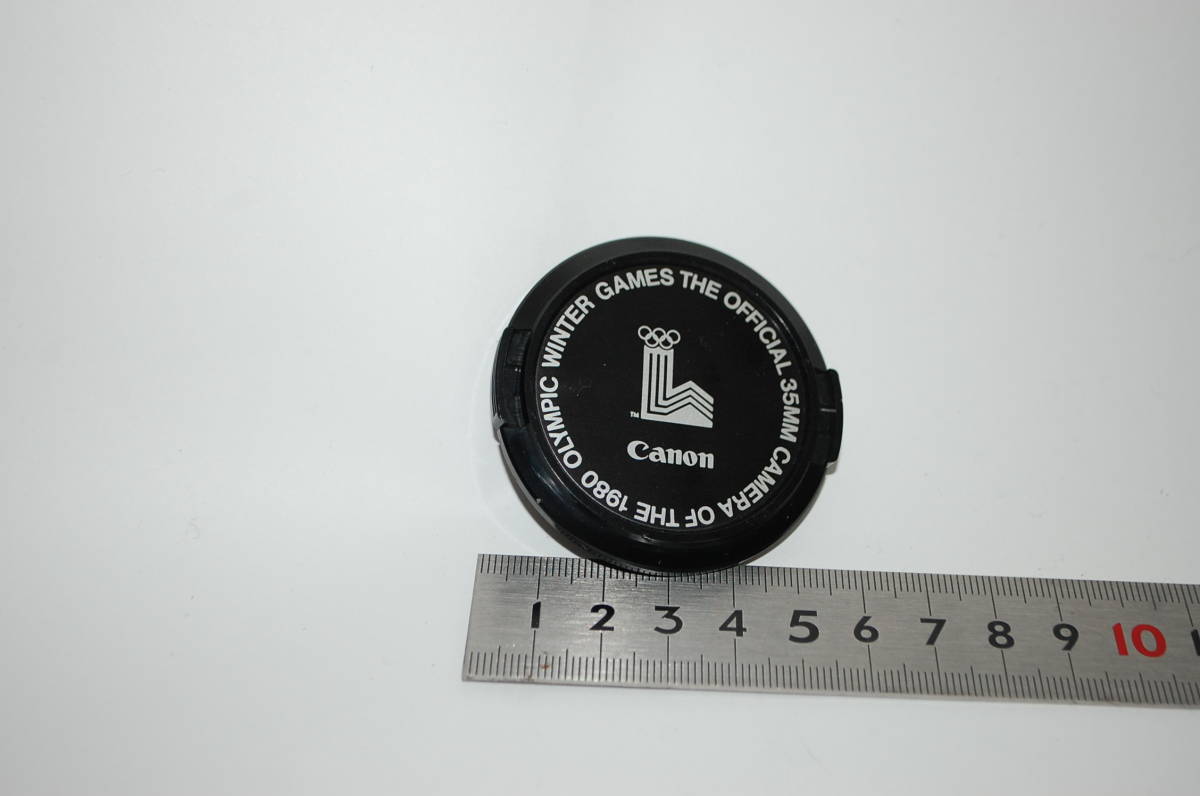 THE OFFICIAL 35MM CAMERA OF THE 1980 OLYMPIC WINTER GAMES
TM
Canon
1 2 3 4 5 6 7 8 9 10